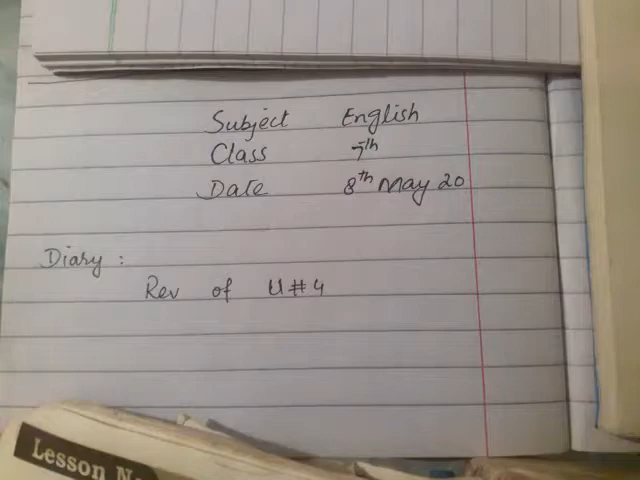 Subject English
Class 7th
Date 8th May 20
Diary :
Rev of U#4
Lesson